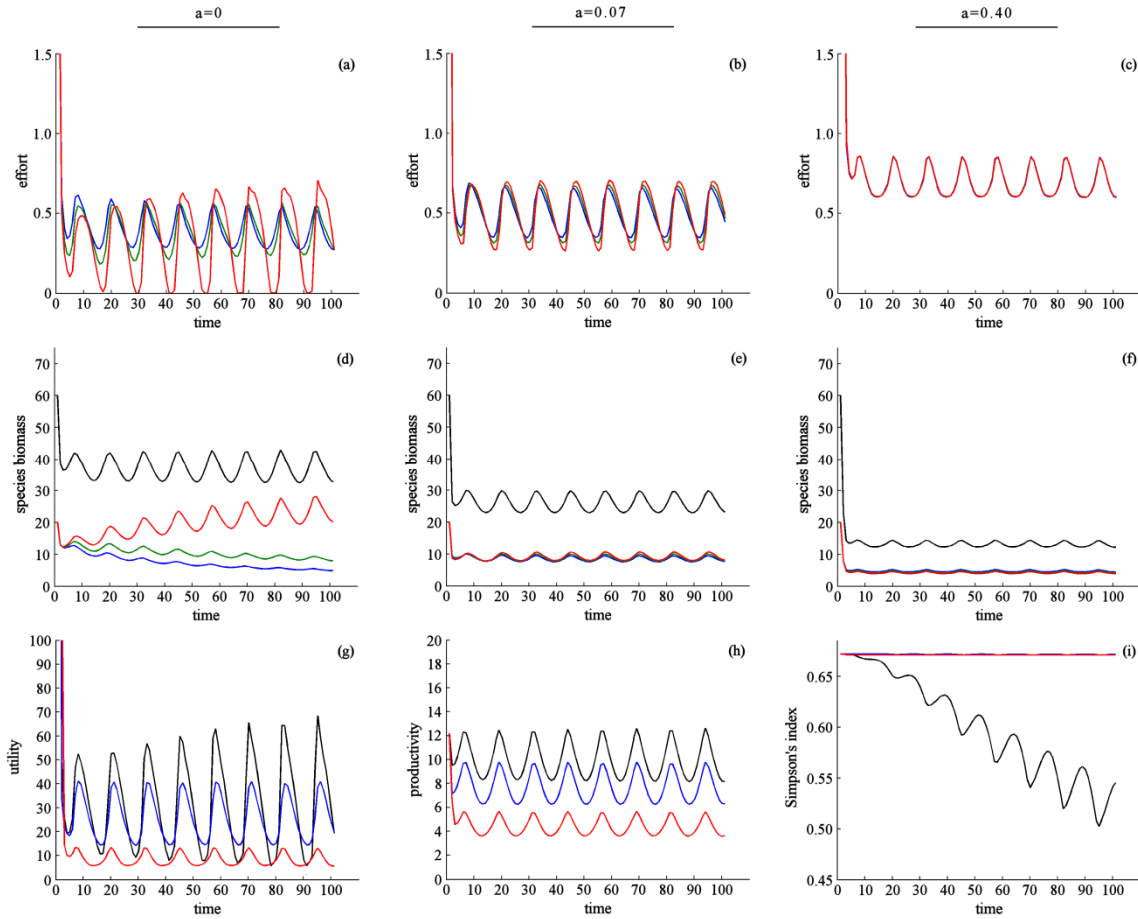 a=0
a=0.07
a=0.40
(a)
1.5
1.0
0.5
0
effort
0 10 20 30 40 50 60 70 80 90 100
time
(b)
1.5
1.0
0.5
0
effort
0 10 20 30 40 50 60 70 80 90 100
time
(c)
1.5
1.0
0.5
0
effort
0 10 20 30 40 50 60 70 80 90 100
time
(d)
70
60
50
40
30
20
10
0
species biomass
0 10 20 30 40 50 60 70 80 90 100
time
(e)
70
60
50
40
30
20
10
0
species biomass
0 10 20 30 40 50 60 70 80 90 100
time
(f)
70
60
50
40
30
20
10
0
species biomass
0 10 20 30 40 50 60 70 80 90 100
time
(g)
100
90
80
70
60
50
40
30
20
10
0
utility
0 10 20 30 40 50 60 70 80 90 100
time
(h)
20
18
16
14
12
10
8
6
4
2
0
productivity
0 10 20 30 40 50 60 70 80 90 100
time
(i)
0.65
0.60
0.55
0.50
0.45
Simpson's index
0 10 20 30 40 50 60 70 80 90 100
time